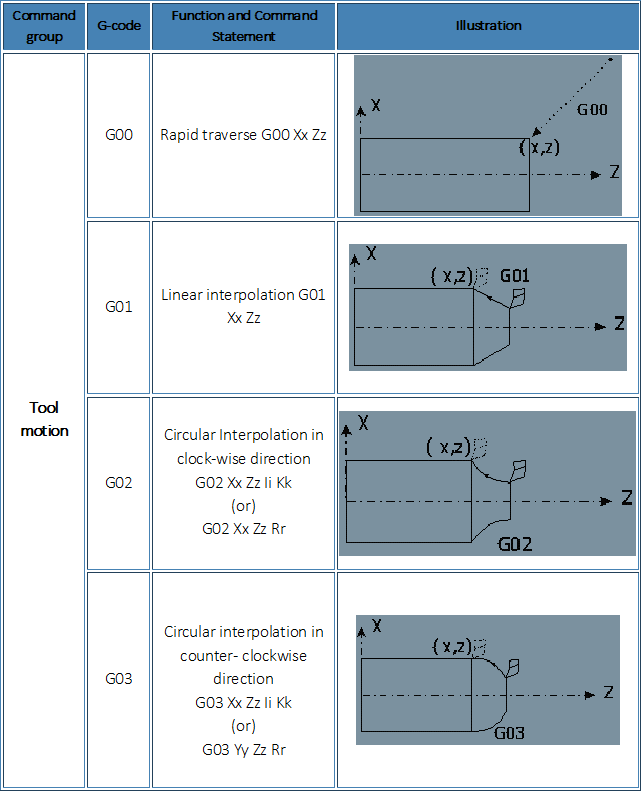 Command group
G-code
Function and Command Statement
Illustration
Tool motion
G00
Rapid traverse G00 Xx Zz
X
G00
(x,z)
Z
G01
Linear interpolation G01
Xx Zz
X
(x,z)
G01
Z
G02
Circular Interpolation in
clock-wise direction
G02 Xx Zz Ii Kk
(or)
G02 Xx Zz Rr
X
(x,z)
Z
G02
G03
Circular interpolation in
counter- clockwise
direction
G03 Xx Zz Ii Kk
(or)
G03 Yy Zz Rr
X
(x,z)
Z
G03